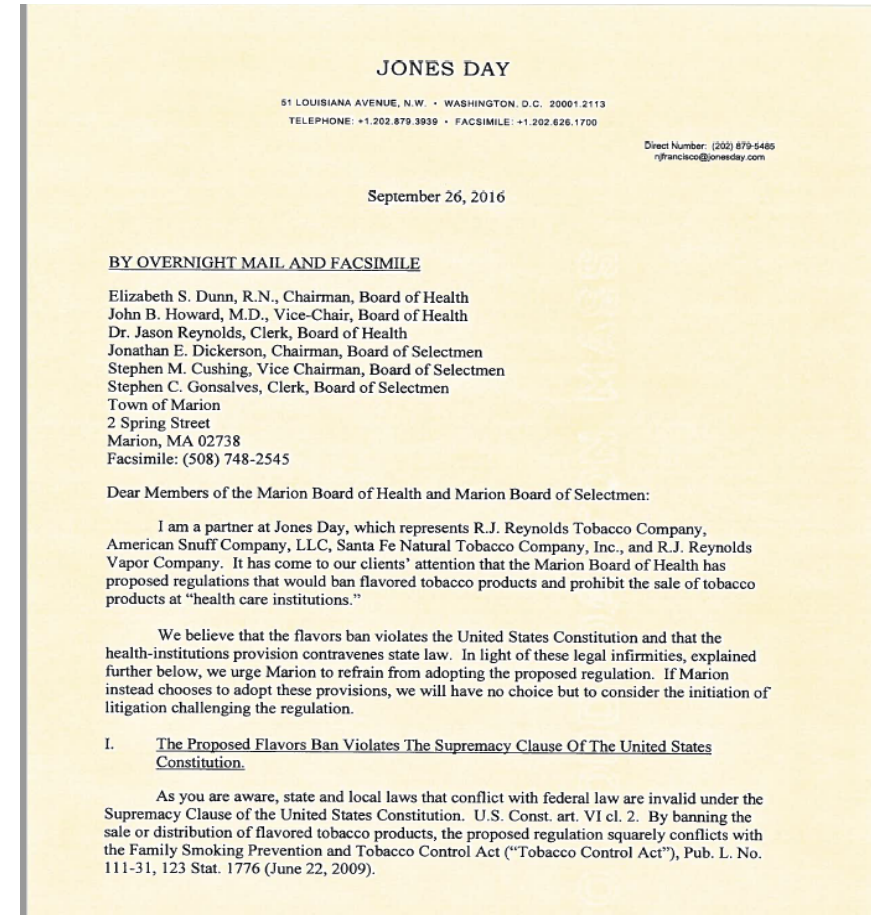 JONES DAY
51 LOUISIANA AVENUE, N.W. • WASHINGTON, D.C. 20001.2113
TELEPHONE: +1.202.879.3939 • FACSIMILE: +1.202.626.1700
Direct Number: (202) 879-5485
njfrancisco@jonesday.com
September 26, 2016
BY OVERNIGHT MAIL AND FACSIMILE
Elizabeth S. Dunn, R.N., Chairman, Board of Health
John B. Howard, M.D., Vice-Chair, Board of Health
Dr. Jason Reynolds, Clerk, Board of Health
Jonathan E. Dickerson, Chairman, Board of Selectmen
Stephen M. Cushing, Vice Chairman, Board of Selectmen
Stephen C. Gonsalves, Clerk, Board of Selectmen
Town of Marion
2 Spring Street
Marion, MA 02738
Facsimile: (508) 748-2545
Dear Members of the Marion Board of Health and Marion Board of Selectmen:
I am a partner at Jones Day, which represents R.J. Reynolds Tobacco Company,
American Snuff Company, LLC, Santa Fe Natural Tobacco Company, Inc., and R.J. Reynolds
Vapor Company. It has come to our clients' attention that the Marion Board of Health has
proposed regulations that would ban flavored tobacco products and prohibit the sale of tobacco
products at “health care institutions.”
We believe that the flavors ban violates the United States Constitution and that the
health-institutions provision contravenes state law. In light of these legal infirmities, explained
further below, we urge Marion to refrain from adopting the proposed regulation. If Marion
instead chooses to adopt these provisions, we will have no choice but to consider the initiation of
litigation challenging the regulation.
I. The Proposed Flavors Ban Violates The Supremacy Clause Of The United States
Constitution.
As you are aware, state and local laws that conflict with federal law are invalid under the
Supremacy Clause of the United States Constitution. U.S. Const. art. VI cl. 2. By banning the
sale or distribution of flavored tobacco products, the proposed regulation squarely conflicts with
the Family Smoking Prevention and Tobacco Control Act (“Tobacco Control Act”), Pub. L. No.
111-31, 123 Stat. 1776 (June 22, 2009).